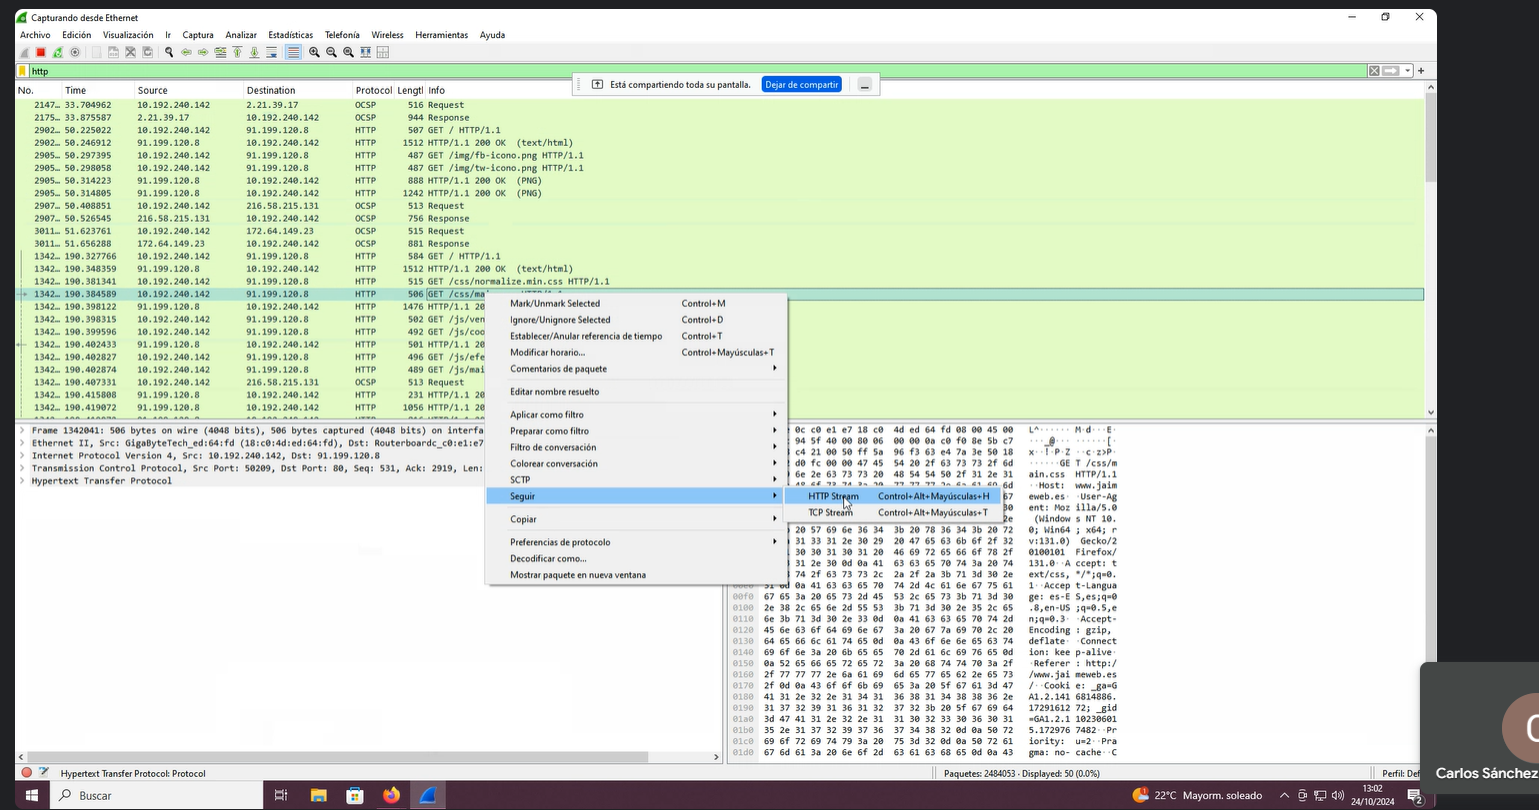 Capturando desde Ethernet
Archivo Edición Visualización Ir Captura Analizar Estadísticas Telefonía Wireless Herramientas Ayuda
http
Está compartiendo toda su pantalla. Dejar de compartir
No. Time Source Destination Protocol Lengtl Info
2147… 33.704962 10.192.240.142 2.21.39.17 OCSP 516 Request
2175… 33.875587 2.21.39.17 10.192.240.142 OCSP 944 Response
2902… 50.225022 10.192.240.142 91.199.120.8 HTTP 507 GET / HTTP/1.1
2902… 50.246912 91.199.120.8 10.192.240.142 HTTP 1512 HTTP/1.1 200 OK (text/html)
2905… 50.297395 10.192.240.142 91.199.120.8 HTTP 487 GET /img/fb-icono.png HTTP/1.1
2905… 50.298058 10.192.240.142 91.199.120.8 HTTP 487 GET /img/tw-icono.png HTTP/1.1
2905… 50.314223 91.199.120.8 10.192.240.142 HTTP 888 HTTP/1.1 200 OK (PNG)
2905… 50.314805 91.199.120.8 10.192.240.142 HTTP 1242 HTTP/1.1 200 OK (PNG)
2907… 50.408851 10.192.240.142 216.58.215.131 OCSP 513 Request
2907… 50.526545 216.58.215.131 10.192.240.142 OCSP 756 Response
3011… 51.623761 10.192.240.142 172.64.149.23 OCSP 515 Request
3011… 51.656288 172.64.149.23 10.192.240.142 OCSP 881 Response
1342… 190.327766 10.192.240.142 91.199.120.8 HTTP 584 GET / HTTP/1.1
1342… 190.348359 91.199.120.8 10.192.240.142 HTTP 1512 HTTP/1.1 200 OK (text/html)
1342… 190.381341 10.192.240.142 91.199.120.8 HTTP 515 GET /css/normalize.min.css HTTP/1.1
1342… 190.384589 10.192.240.142 91.199.120.8 HTTP 506 GET /css/ma
1342… 190.398122 91.199.120.8 10.192.240.142 HTTP 1476 HTTP/1.1 20
1342… 190.398315 10.192.240.142 91.199.120.8 HTTP 502 GET /js/ven
1342… 190.399596 10.192.240.142 91.199.120.8 HTTP 492 GET /js/coo
1342… 190.402433 91.199.120.8 10.192.240.142 HTTP 501 HTTP/1.1 20
1342… 190.402827 10.192.240.142 91.199.120.8 HTTP 496 GET /js/efe
1342… 190.402874 10.192.240.142 91.199.120.8 HTTP 489 GET /js/mai
1342… 190.407331 10.192.240.142 216.58.215.131 OCSP 513 Request
1342… 190.415808 91.199.120.8 10.192.240.142 HTTP 231 HTTP/1.1 20
1342… 190.419072 91.199.120.8 10.192.240.142 HTTP 1056 HTTP/1.1 20
Mark/Unmark Selected Control+M
Ignore/Unignore Selected Control+D
Establecer/Anular referencia de tiempo Control+T
Modificar horario... Control+Mayúsculas+T
Comentarios de paquete
Editar nombre resuelto
Aplicar como filtro
Preparar como filtro
Filtro de conversación
Colorear conversación
SCTP
Seguir
Copiar
Preferencias de protocolo
Decodificar como...
Mostrar paquete en nueva ventana
HTTP Stream Control+Alt+Mayúsculas+H
TCP Stream Control+Alt+Mayúsculas+T
Frame 1342041: 506 bytes on wire (4048 bits), 506 bytes captured (4048 bits) on interfa
Ethernet II, Src: GigaByteTech_ed:64:fd (18:c0:4d:ed:64:fd), Dst: Routerboardc_c0:e1:e7
Internet Protocol Version 4, Src: 10.192.240.142, Dst: 91.199.120.8
Transmission Control Protocol, Src Port: 50209, Dst Port: 80, Seq: 531, Ack: 2919, Len:
Hypertext Transfer Protocol
0c c0 e1 e7 18 c0 4d ed 64 fd 08 00 45 00 L^······M·d···E·
94 5f 40 00 80 06 00 00 0a c0 f0 8e 5b c7 ·_@·······[·
c4 21 00 50 ff 5a 96 f3 63 e4 7a 3e 50 18 x··!·P·Z··c·z>P·
d0 fc 00 00 47 45 54 20 2f 63 73 73 2f 6d ······GET /css/m
6e 2e 63 73 73 20 48 54 54 50 2f 31 2e 31 ain.css HTTP/1.1
··Host: www.jaim
eweb.es··User-Ag
ent: Mozilla/5.0
(Windows NT 10.
20 57 69 6e 36 34 3b 20 78 36 34 3b 20 72 0; Win64; x64; r
31 33 31 2e 30 29 20 47 65 63 6b 6f 2f 32 v:131.0) Gecko/2
30 30 31 30 31 20 46 69 72 65 66 6f 78 2f 0100101 Firefox/
33 31 2e 30 0d 0a 41 63 63 65 70 74 3a 20 74 131.0··Accept: t
74 2f 63 73 73 2c 2a 2f 2a 3b 71 3d 30 2e ext/css,*/*;q=0.
31 0d 0a 41 63 63 65 70 74 2d 4c 61 6e 67 75 61 1··Accept-Langua
00f0 67 65 3a 20 65 73 2d 45 53 2c 65 73 3b 71 3d 30 ge: es-ES,es;q=0
0100 2e 38 2c 65 6e 2d 55 53 3b 71 3d 30 2e 35 2c 65 .8,en-US;q=0.5,e
0110 6e 3b 71 3d 30 2e 33 0d 0a 41 63 63 65 70 74 2d n;q=0.3··Accept-
0120 45 6e 63 6f 64 69 6e 67 3a 20 67 7a 69 70 2c 20 Encoding: gzip,
0130 64 65 66 6c 61 74 65 0d 0a 43 6f 6e 6e 65 63 74 deflate··Connect
0140 69 6f 6e 3a 20 6b 65 65 70 2d 61 6c 69 76 65 0d ion: keep-alive·
0150 0a 52 65 66 65 72 65 72 3a 20 68 74 74 70 3a 2f ·Referer: http:/
0160 2f 77 77 77 2e 6a 61 69 6d 65 77 65 62 2e 65 73 /www.jaimeweb.es
0170 2f 0d 0a 43 6f 6f 6b 69 65 3a 20 5f 67 61 3d 47 /··Cookie: _ga=G
0180 41 31 2e 32 2e 31 34 31 36 38 31 34 38 38 36 2e A1.2.1416814886.
0190 31 37 32 39 31 36 31 32 37 32 3b 20 5f 67 69 64 1729161272; _gid
01a0 3d 47 41 31 2e 32 2e 31 31 30 32 33 30 36 30 31 =GA1.2.110230601
01b0 35 2e 31 37 32 39 37 36 37 34 38 32 0d 0a 50 72 5.1729767482··Pr
01c0 69 6f 72 69 74 79 3a 20 75 3d 32 0d 0a 50 72 61 iority: u=2··Pra
01d0 67 6d 61 3a 20 6e 6f 2d 63 61 63 68 65 0d 0a 43 gma: no-cache··C
Hypertext Transfer Protocol: Protocol
Paquetes: 2484053 · Displayed: 50 (0.0%)
Perfil: Def
Carlos Sánchez
Buscar
22°C Mayorm. soleado
13:02
24/10/2024
2